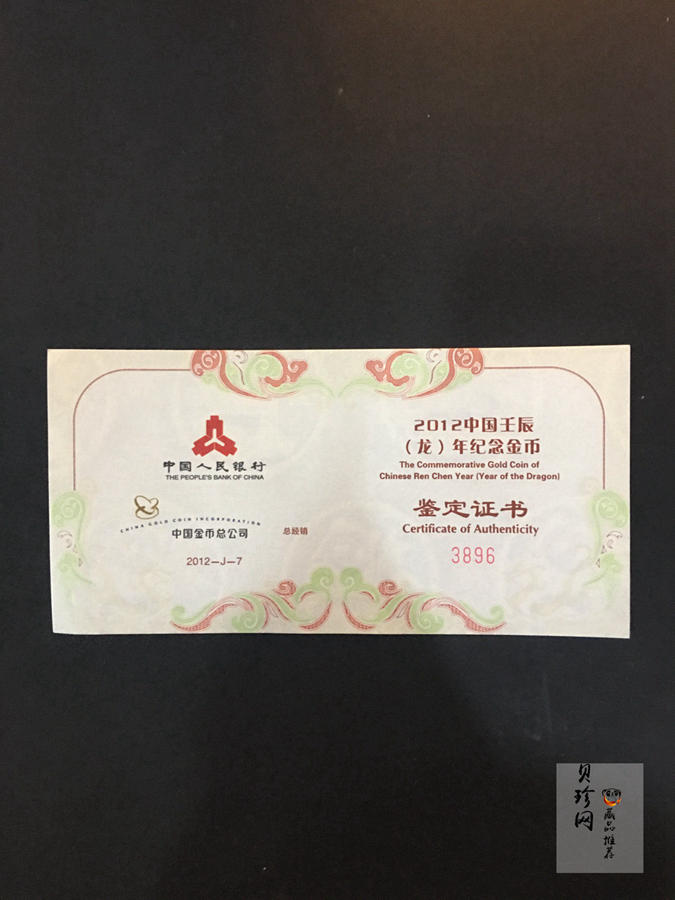 中国人民银行
THE PEOPLE'S BANK OF CHINA
CHINA GOLD COIN INCORPORATION
中国金币总公司
总经销
2012—J—7
2012中国壬辰
（龙）年纪念金币
The Commemorative Gold Coin of
Chinese Ren Chen Year (Year of the Dragon)
鉴定证书
Certificate of Authenticity
3896
贝珍网
藏品推荐